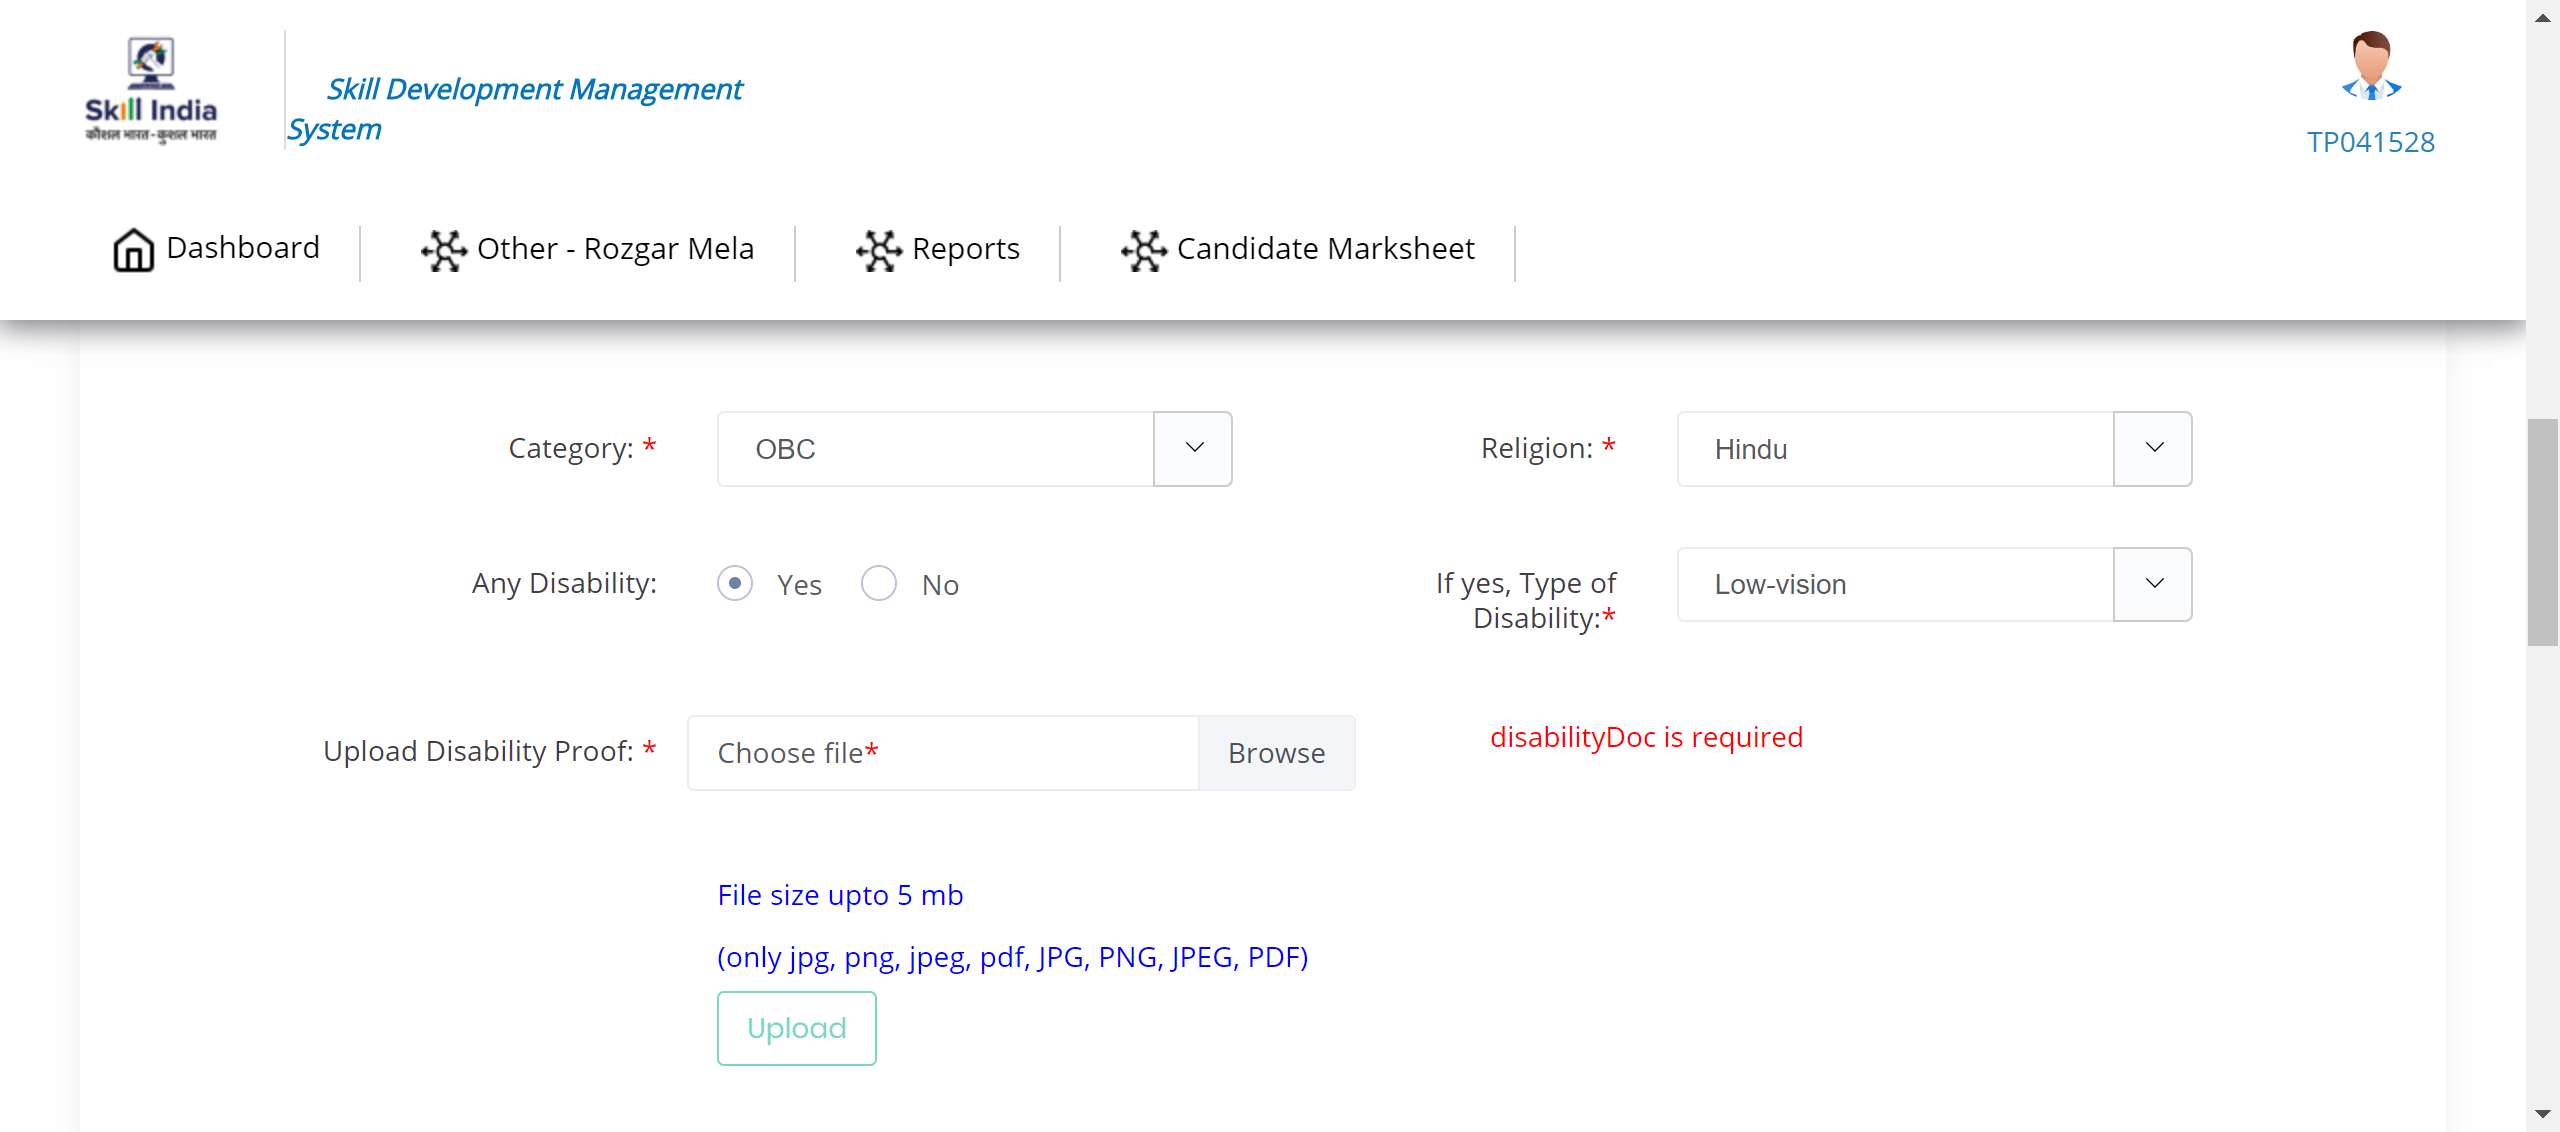 Skill India
कौशल भारत-कुशल भारत
Skill Development Management
System
TP041528
Dashboard
Other - Rozgar Mela
Reports
Candidate Marksheet
Category: *
OBC
Religion: *
Hindu
Any Disability:
Yes
No
If yes, Type of
Disability:*
Low-vision
Upload Disability Proof: *
Choose file*
Browse
disabilityDoc is required
File size upto 5 mb
(only jpg, png, jpeg, pdf, JPG, PNG, JPEG, PDF)
Upload